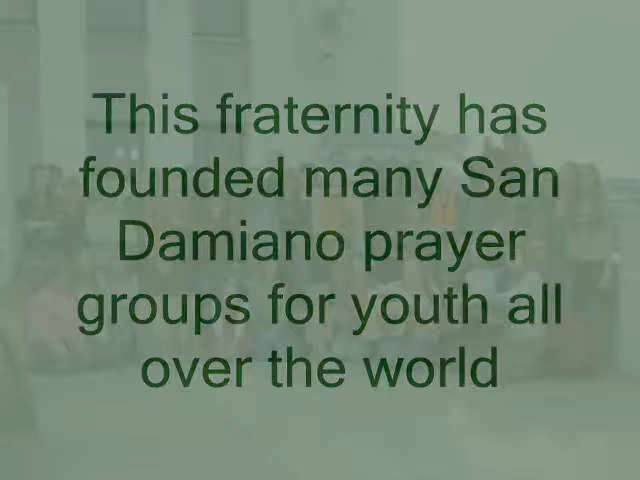 This fraternity has
founded many San
Damiano prayer
groups for youth all
over the world